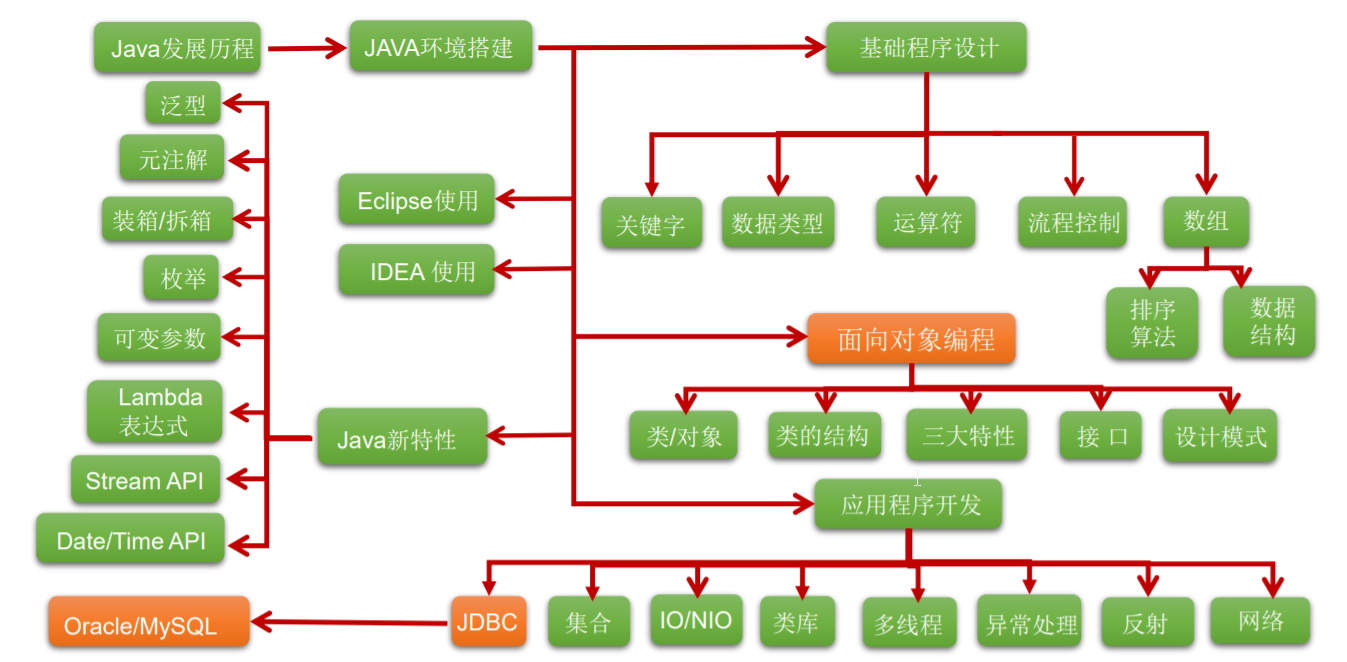 Java发展历程
JAVA环境搭建
基础程序设计
泛型
元注解
装箱/拆箱
枚举
可变参数
Lambda
表达式
Stream API
Date/Time API
Eclipse使用
IDEA 使用
Java新特性
关键字
数据类型
运算符
流程控制
数组
排序
算法
数据
结构
面向对象编程
类/对象
类的结构
三大特性
接 口
设计模式
应用程序开发
Oracle/MySQL
JDBC
集合
IO/NIO
类库
多线程
异常处理
反射
网络